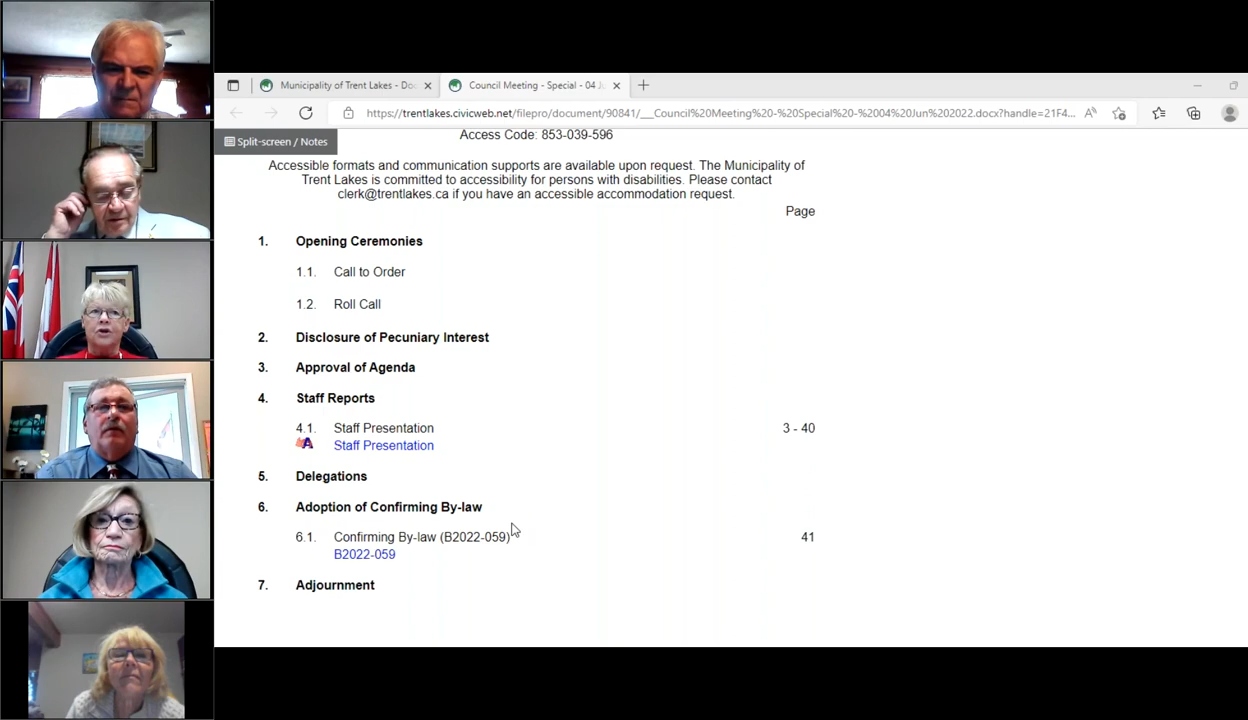 Municipality of Trent Lakes - Doc
Council Meeting - Special - 04 J
https://trentlakes.civicweb.net/filepro/document/90841/__Council%20Meeting%20-%20Special%20-%2004%20Jun%202022.docx?handle=21F4...
Split-screen / Notes
Access Code: 853-039-596
Accessible formats and communication supports are available upon request. The Municipality of
Trent Lakes is committed to accessibility for persons with disabilities. Please contact
clerk@trentlakes.ca if you have an accessible accommodation request.
Page
1. Opening Ceremonies
1.1. Call to Order
1.2. Roll Call
2. Disclosure of Pecuniary Interest
3. Approval of Agenda
4. Staff Reports
4.1. Staff Presentation 3 - 40
Staff Presentation
5. Delegations
6. Adoption of Confirming By-law
6.1. Confirming By-law (B2022-059) 41
B2022-059
7. Adjournment